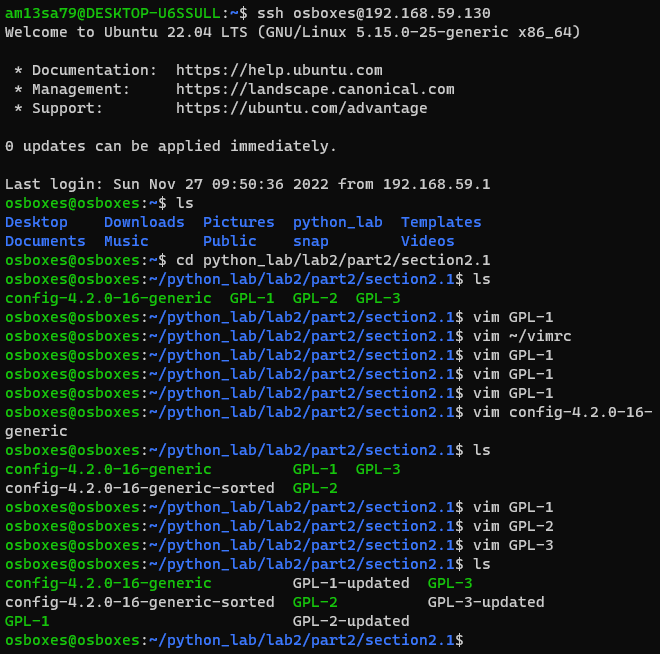 am13sa79@DESKTOP-U6SSULL:~$ ssh osboxes@192.168.59.130
Welcome to Ubuntu 22.04 LTS (GNU/Linux 5.15.0-25-generic x86_64)
* Documentation:  https://help.ubuntu.com
* Management:     https://landscape.canonical.com
* Support:        https://ubuntu.com/advantage
0 updates can be applied immediately.
Last login: Sun Nov 27 09:50:36 2022 from 192.168.59.1
osboxes@osboxes:~$ ls
Desktop    Downloads  Pictures  python_lab  Templates
Documents  Music      Public    snap        Videos
osboxes@osboxes:~$ cd python_lab/lab2/part2/section2.1
osboxes@osboxes:~/python_lab/lab2/part2/section2.1$ ls
config-4.2.0-16-generic  GPL-1  GPL-2  GPL-3
osboxes@osboxes:~/python_lab/lab2/part2/section2.1$ vim GPL-1
osboxes@osboxes:~/python_lab/lab2/part2/section2.1$ vim ~/vimrc
osboxes@osboxes:~/python_lab/lab2/part2/section2.1$ vim GPL-1
osboxes@osboxes:~/python_lab/lab2/part2/section2.1$ vim GPL-1
osboxes@osboxes:~/python_lab/lab2/part2/section2.1$ vim GPL-1
osboxes@osboxes:~/python_lab/lab2/part2/section2.1$ vim config-4.2.0-16-
generic
osboxes@osboxes:~/python_lab/lab2/part2/section2.1$ ls
config-4.2.0-16-generic         GPL-1  GPL-3
config-4.2.0-16-generic-sorted  GPL-2
osboxes@osboxes:~/python_lab/lab2/part2/section2.1$ vim GPL-1
osboxes@osboxes:~/python_lab/lab2/part2/section2.1$ vim GPL-2
osboxes@osboxes:~/python_lab/lab2/part2/section2.1$ vim GPL-3
osboxes@osboxes:~/python_lab/lab2/part2/section2.1$ ls
config-4.2.0-16-generic         GPL-1-updated  GPL-3
config-4.2.0-16-generic-sorted  GPL-2          GPL-3-updated
GPL-1                           GPL-2-updated
osboxes@osboxes:~/python_lab/lab2/part2/section2.1$